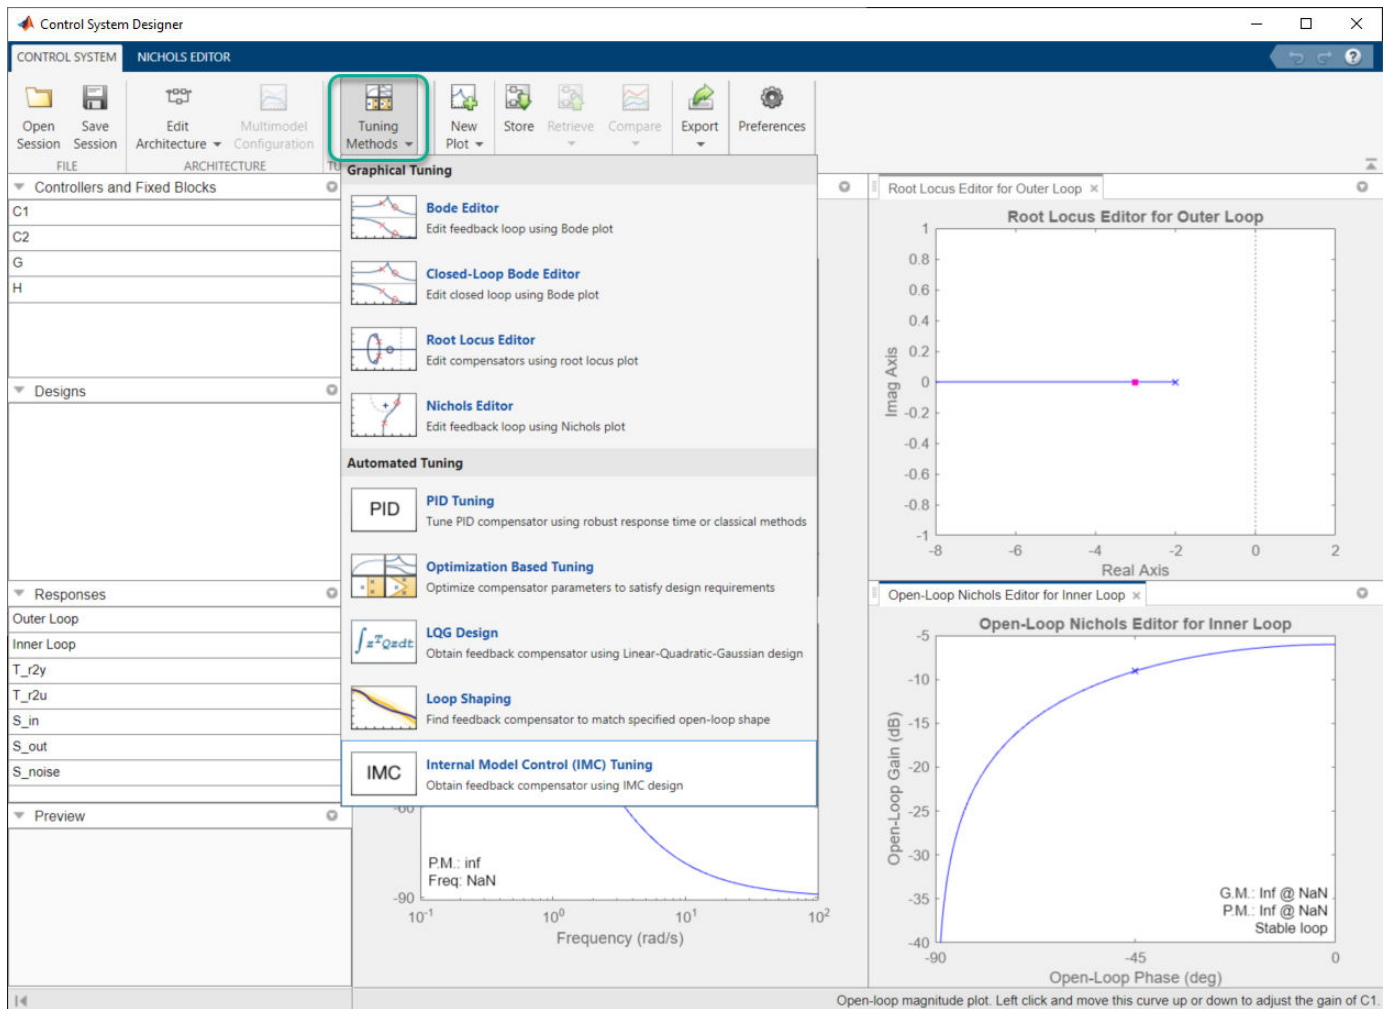 Control System Designer
CONTROL SYSTEM
NICHOLS EDITOR
Open
Session
Save
Session
Edit
Architecture
Multimodel
Configuration
Tuning
Methods
New
Plot
Store
Retrieve
Compare
Export
Preferences
FILE
ARCHITECTURE
TU
Controllers and Fixed Blocks
C1
C2
G
H
Designs
Responses
Outer Loop
Inner Loop
T_r2y
T_r2u
S_in
S_out
S_noise
Preview
Graphical Tuning
Bode Editor
Edit feedback loop using Bode plot
Closed-Loop Bode Editor
Edit closed loop using Bode plot
Root Locus Editor
Edit compensators using root locus plot
Nichols Editor
Edit feedback loop using Nichols plot
Automated Tuning
PID
PID Tuning
Tune PID compensator using robust response time or classical methods
Optimization Based Tuning
Optimize compensator parameters to satisfy design requirements
∫zᵀQzdt
LQG Design
Obtain feedback compensator using Linear-Quadratic-Gaussian design
Loop Shaping
Find feedback compensator to match specified open-loop shape
IMC
Internal Model Control (IMC) Tuning
Obtain feedback compensator using IMC design
-60
P.M.: inf
Freq: NaN
-90
10⁻¹
10⁰
10¹
10²
Frequency (rad/s)
Root Locus Editor for Outer Loop
Root Locus Editor for Outer Loop
1
0.8
0.6
0.4
0.2
0
-0.2
-0.4
-0.6
-0.8
-1
Imag Axis
-8
-6
-4
-2
0
2
Real Axis
Open-Loop Nichols Editor for Inner Loop
Open-Loop Nichols Editor for Inner Loop
-5
-10
-15
-20
-25
-30
-35
-40
Open-Loop Gain (dB)
G.M.: Inf @ NaN
P.M.: Inf @ NaN
Stable loop
-90
-45
0
Open-Loop Phase (deg)
Open-loop magnitude plot. Left click and move this curve up or down to adjust the gain of C1.